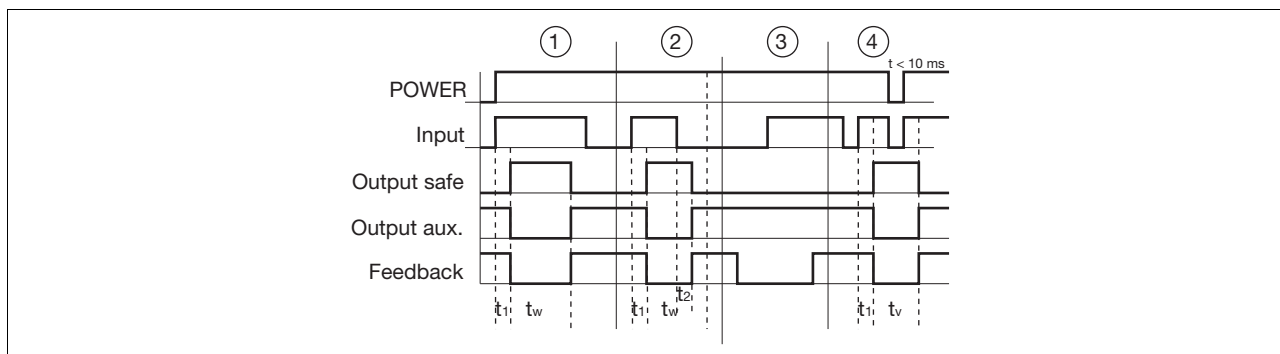 ① ② ③ ④
t < 10 ms
POWER
Input
Output safe
Output aux.
Feedback
t₁ tw t₁ tw t₂ t₁ tv